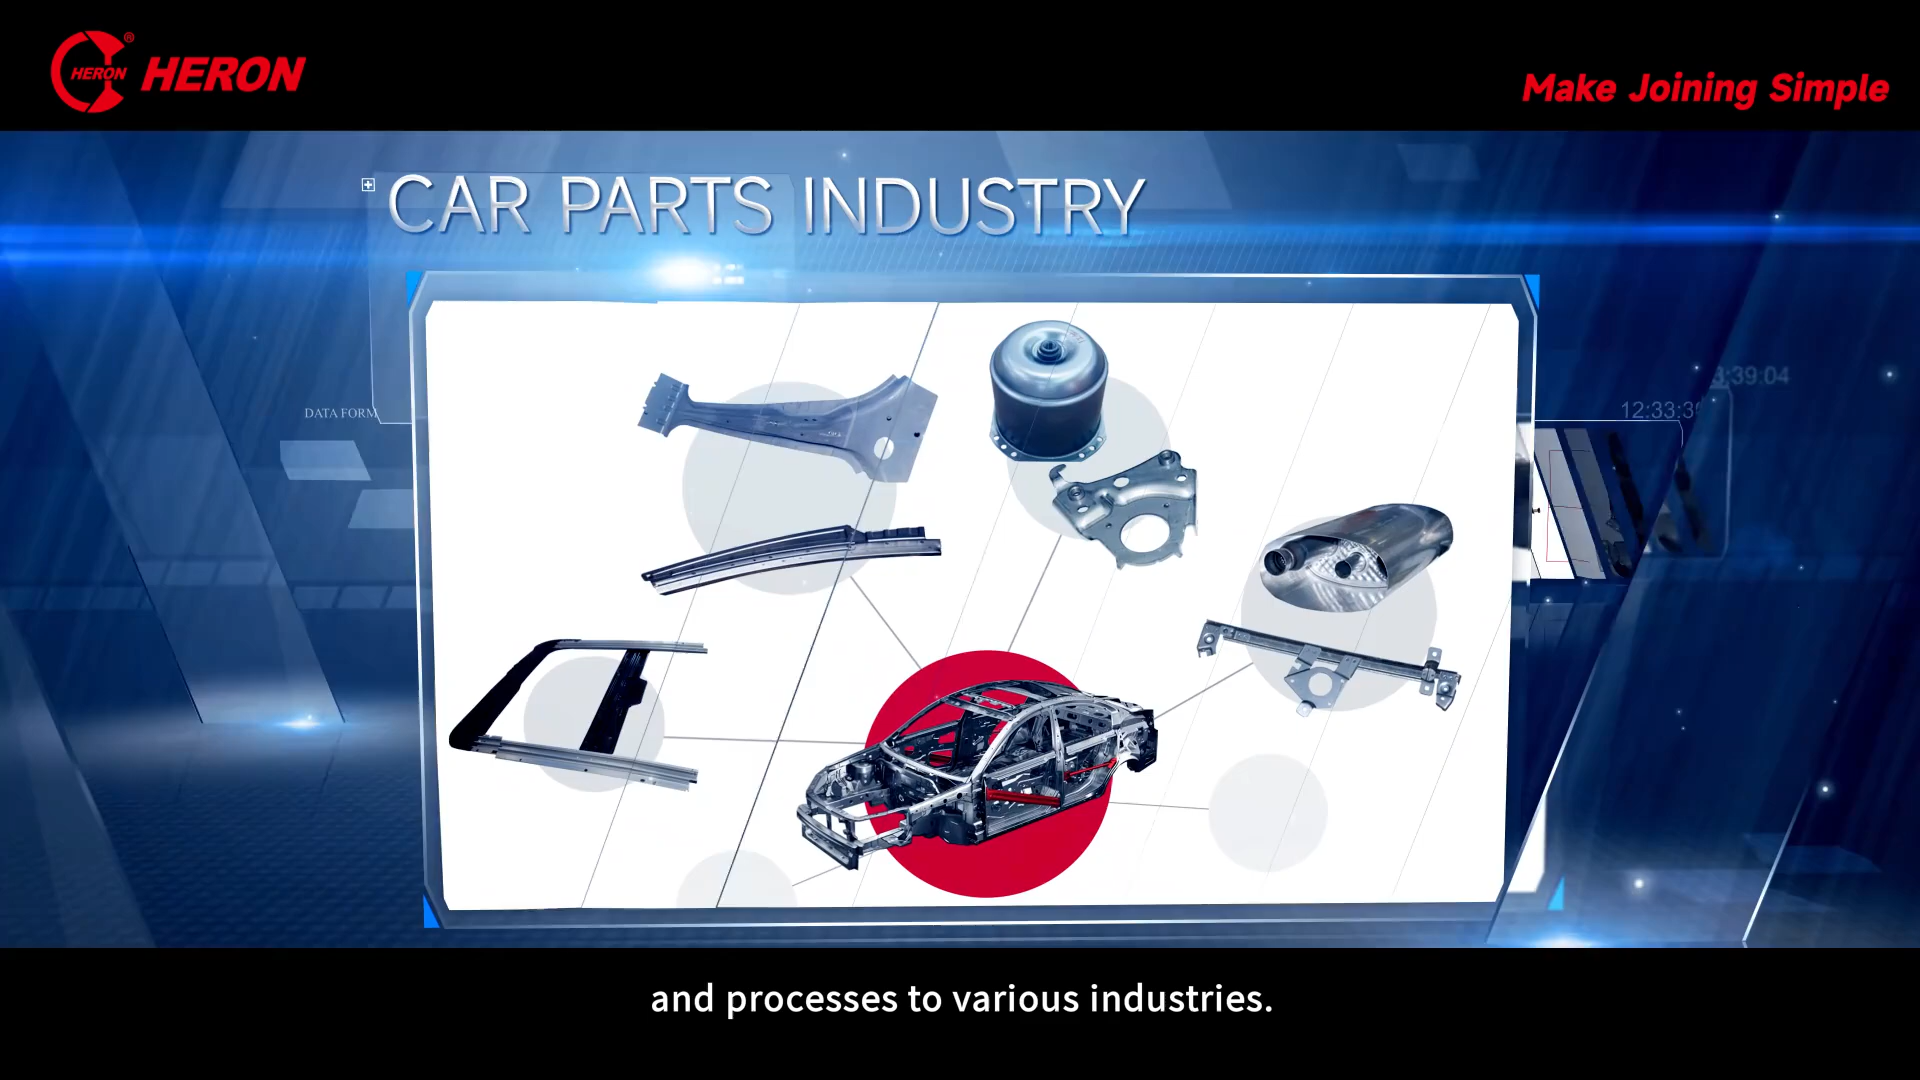 HERON
®
HERON
Make Joining Simple
CAR PARTS INDUSTRY
DATA FORM
:39:04
12:33:3
and processes to various industries.